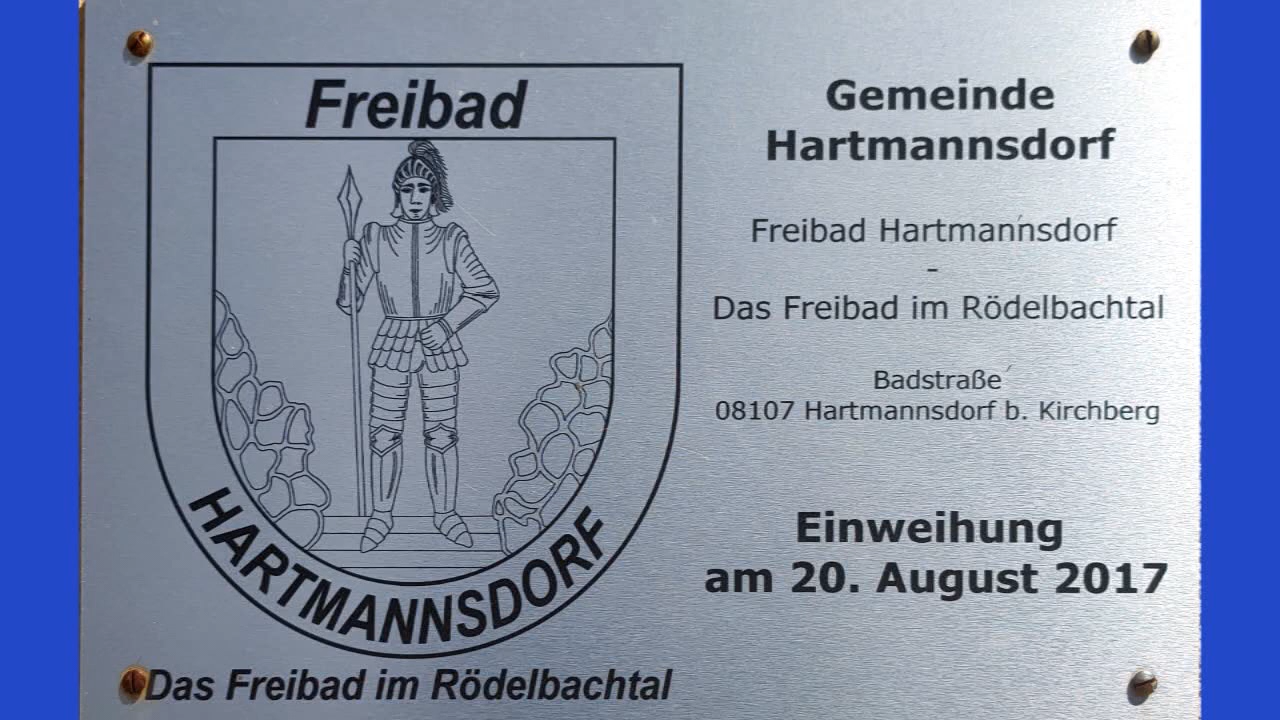 Freibad
HARTMANNSDORF
Das Freibad im Rödelbachtal
Gemeinde
Hartmannsdorf
Freibad Hartmannsdorf
-
Das Freibad im Rödelbachtal
Badstraße
08107 Hartmannsdorf b. Kirchberg
Einweihung
am 20. August 2017